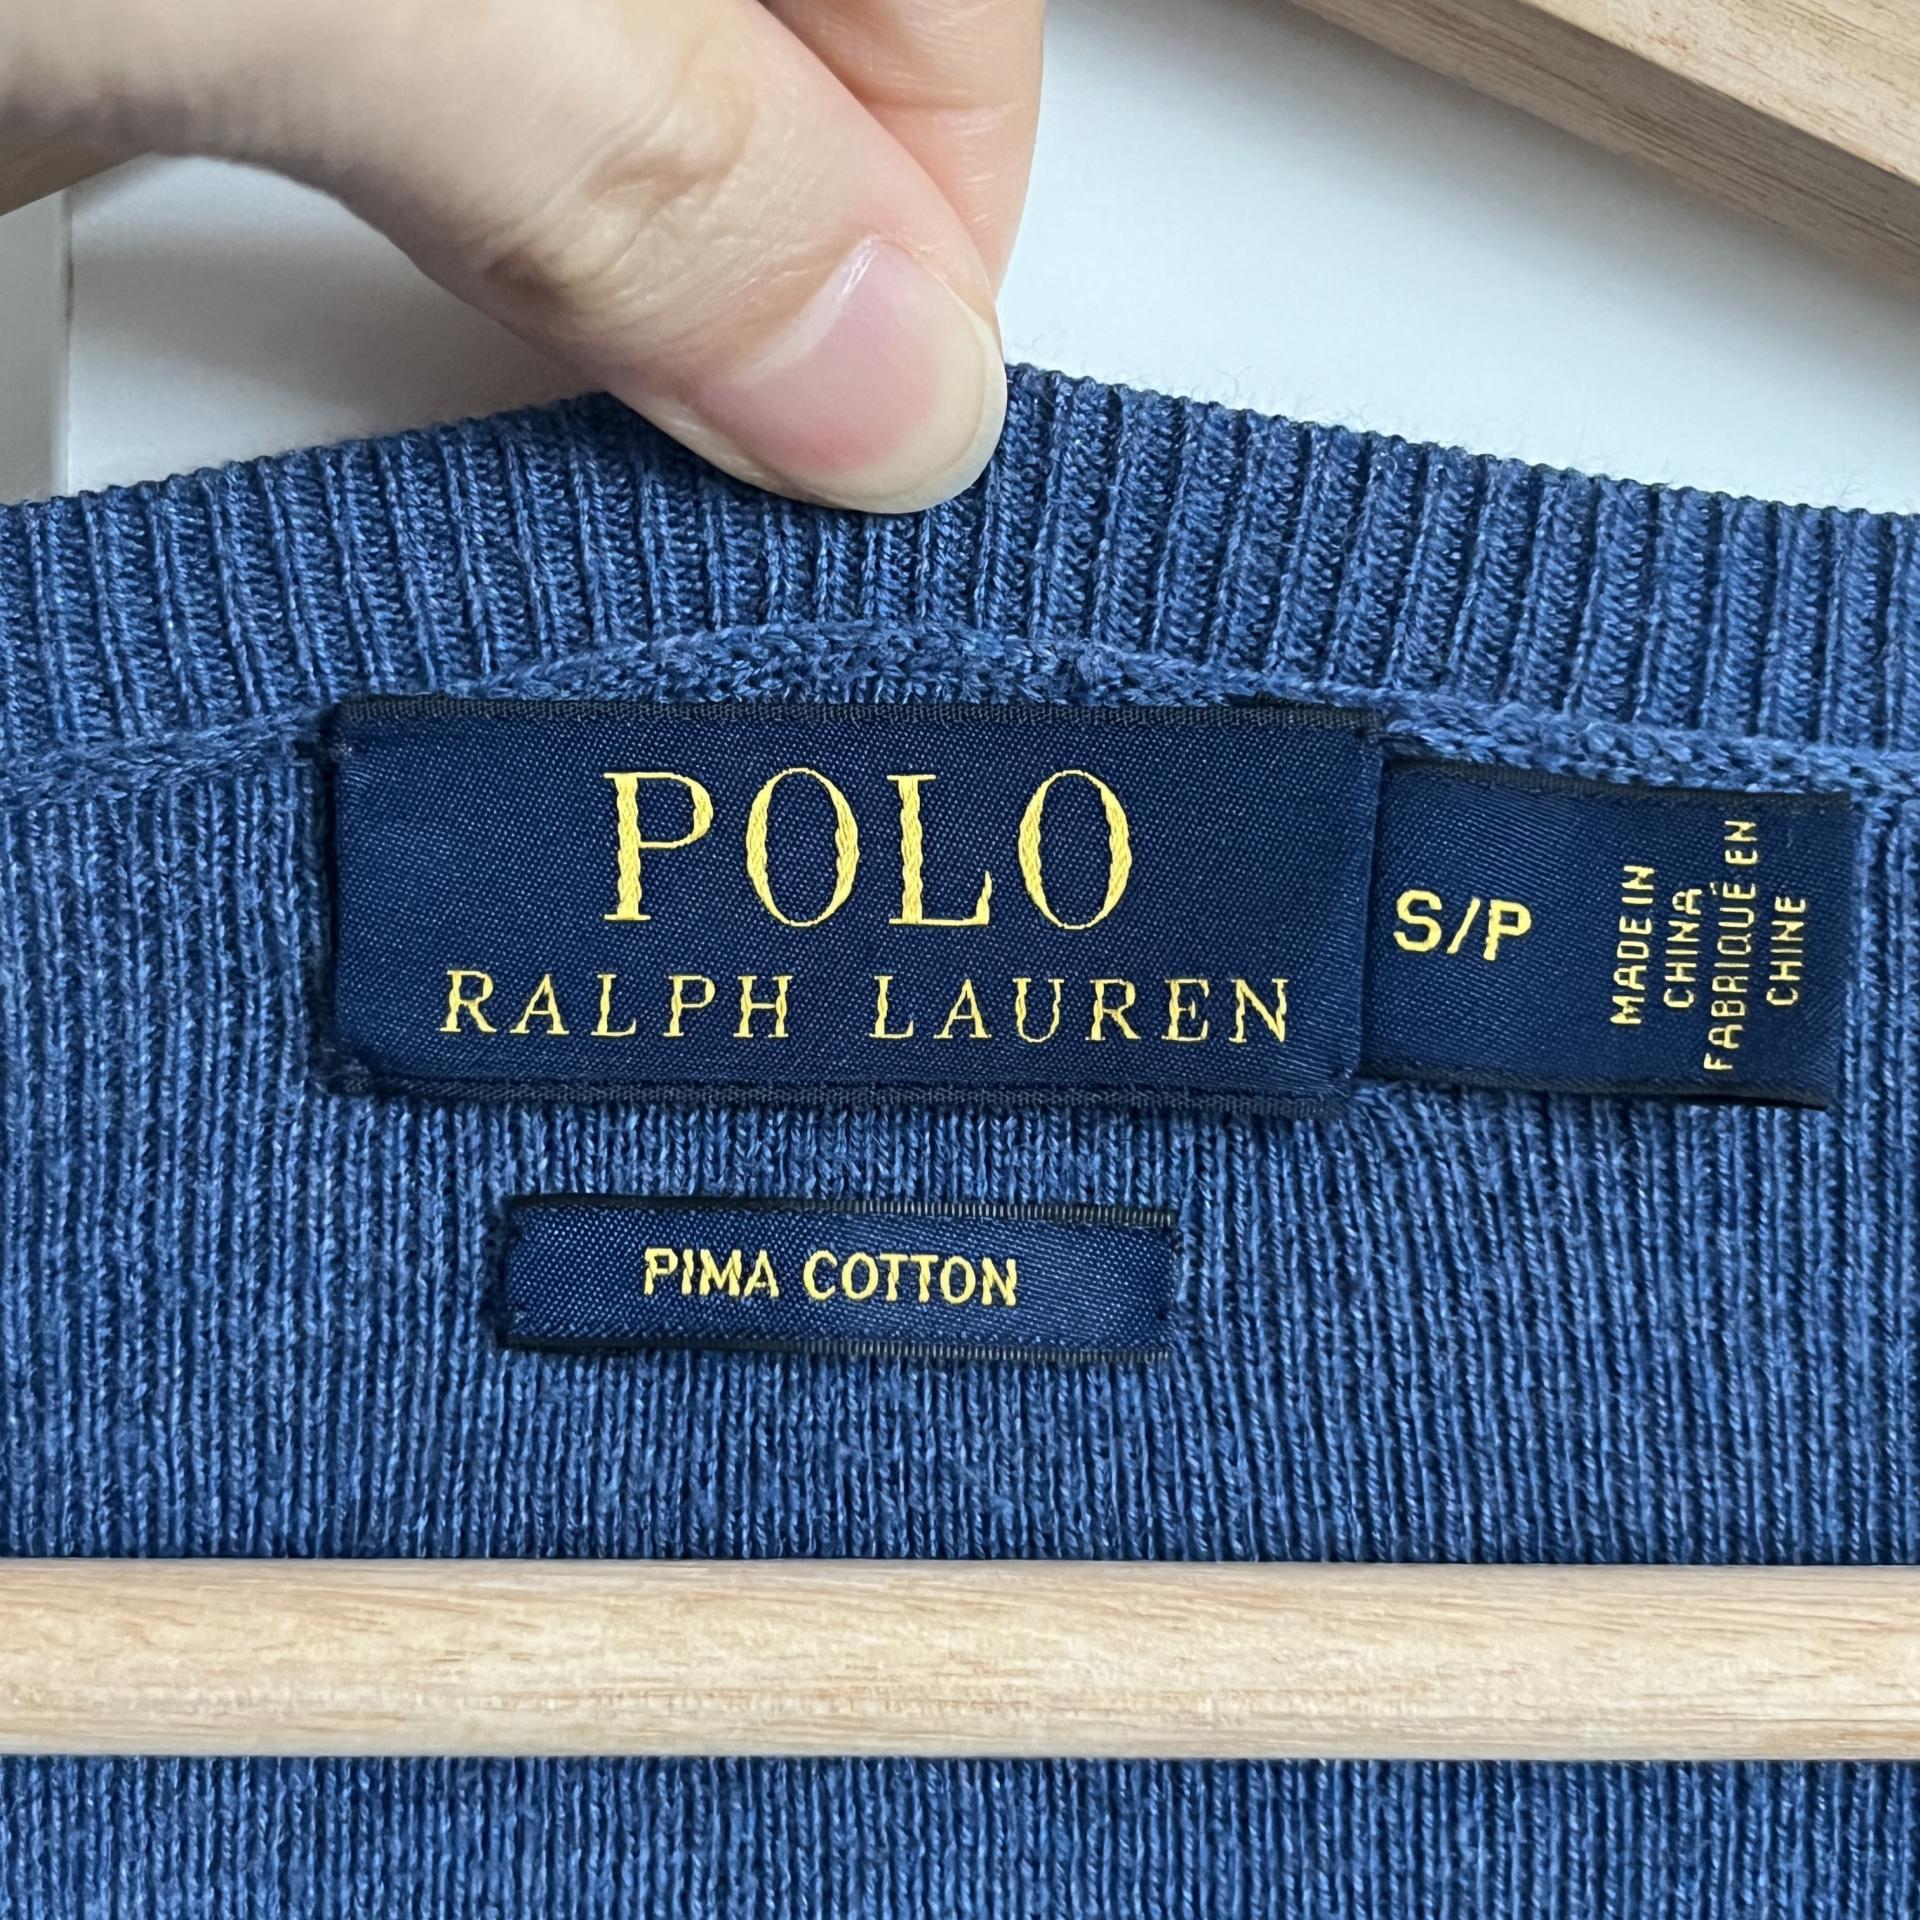 POLO
RALPH LAUREN
S/P
MADE IN
CHINA
FABRIQUÉ EN
CHINE
PIMA COTTON